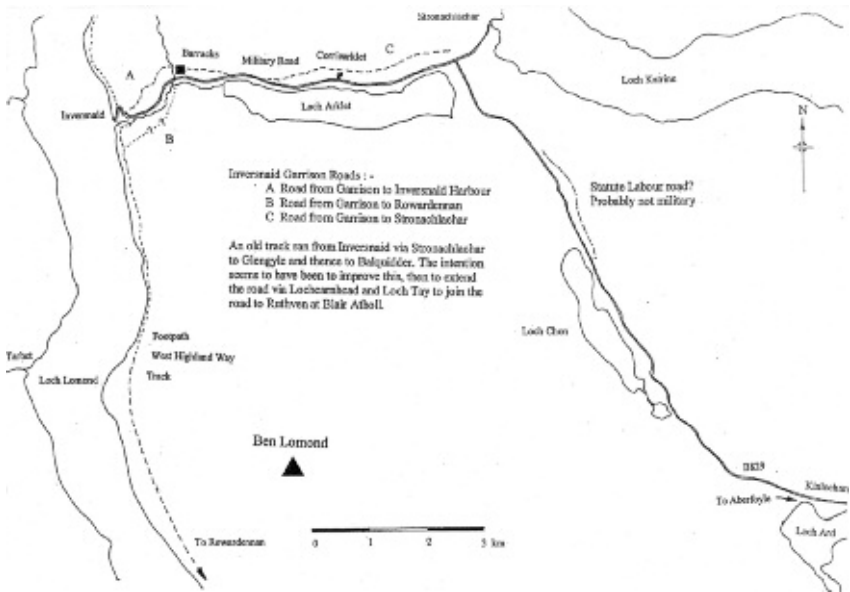 Stronachlachar
A
Barracks
Military Road
Corriearklet
C
Loch Katrine
Inversnaid
B
? ?
Loch Arklet
N
Inversnaid Garrison Roads : -
A Road from Garrison to Inversnaid Harbour
B Road from Garrison to Rowardennan
C Road from Garrison to Stronachlachar
Statute Labour road?
Probably not military
An old track ran from Inversnaid via Stronachlachar
to Glengyle and thence to Balquidder. The intention
seems to have been to improve this, then to extend
the road via Lochearnhead and Loch Tay to join the
road to Ruthven at Blair Atholl.
Loch Chon
Footpath
West Highland Way
Track
Tarbet
Loch Lomond
Ben Lomond
B829
Kinlochard
To Aberfoyle
Loch Ard
To Rowardennan
0 1 2 3 km